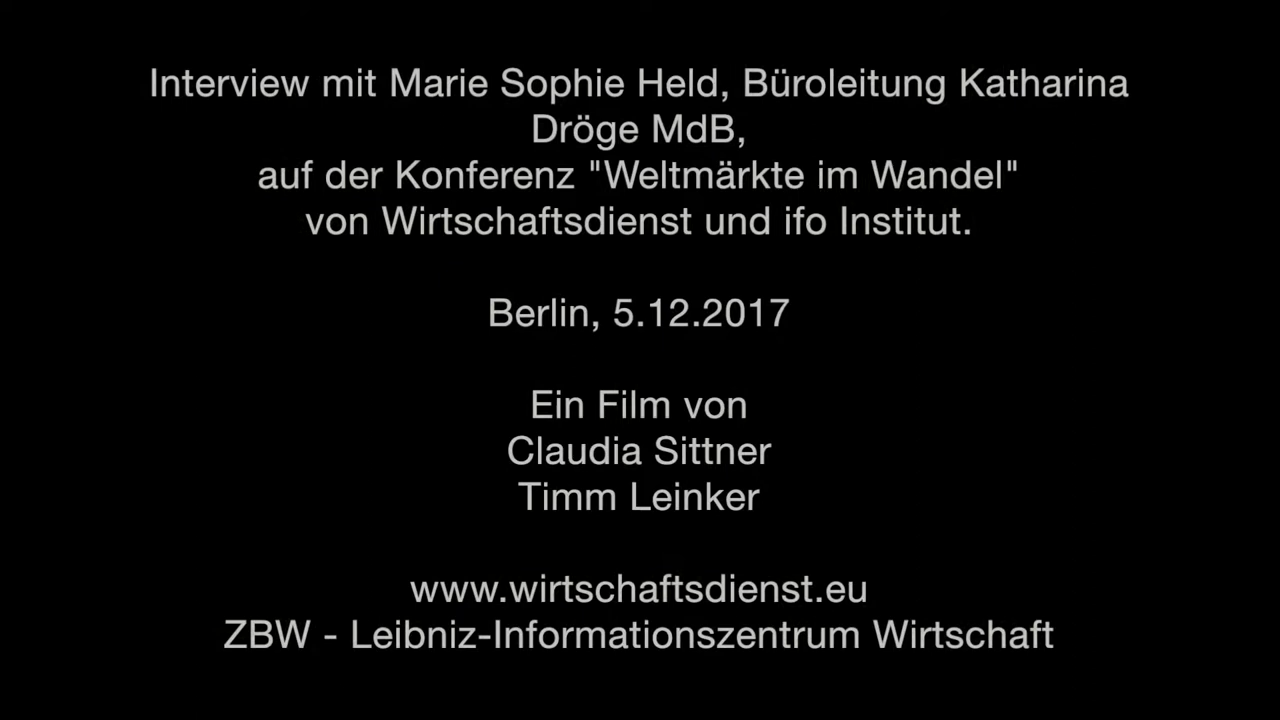 Interview mit Marie Sophie Held, Büroleitung Katharina
Dröge MdB,
auf der Konferenz "Weltmärkte im Wandel"
von Wirtschaftsdienst und ifo Institut.
Berlin, 5.12.2017
Ein Film von
Claudia Sittner
Timm Leinker
www.wirtschaftsdienst.eu
ZBW - Leibniz-Informationszentrum Wirtschaft